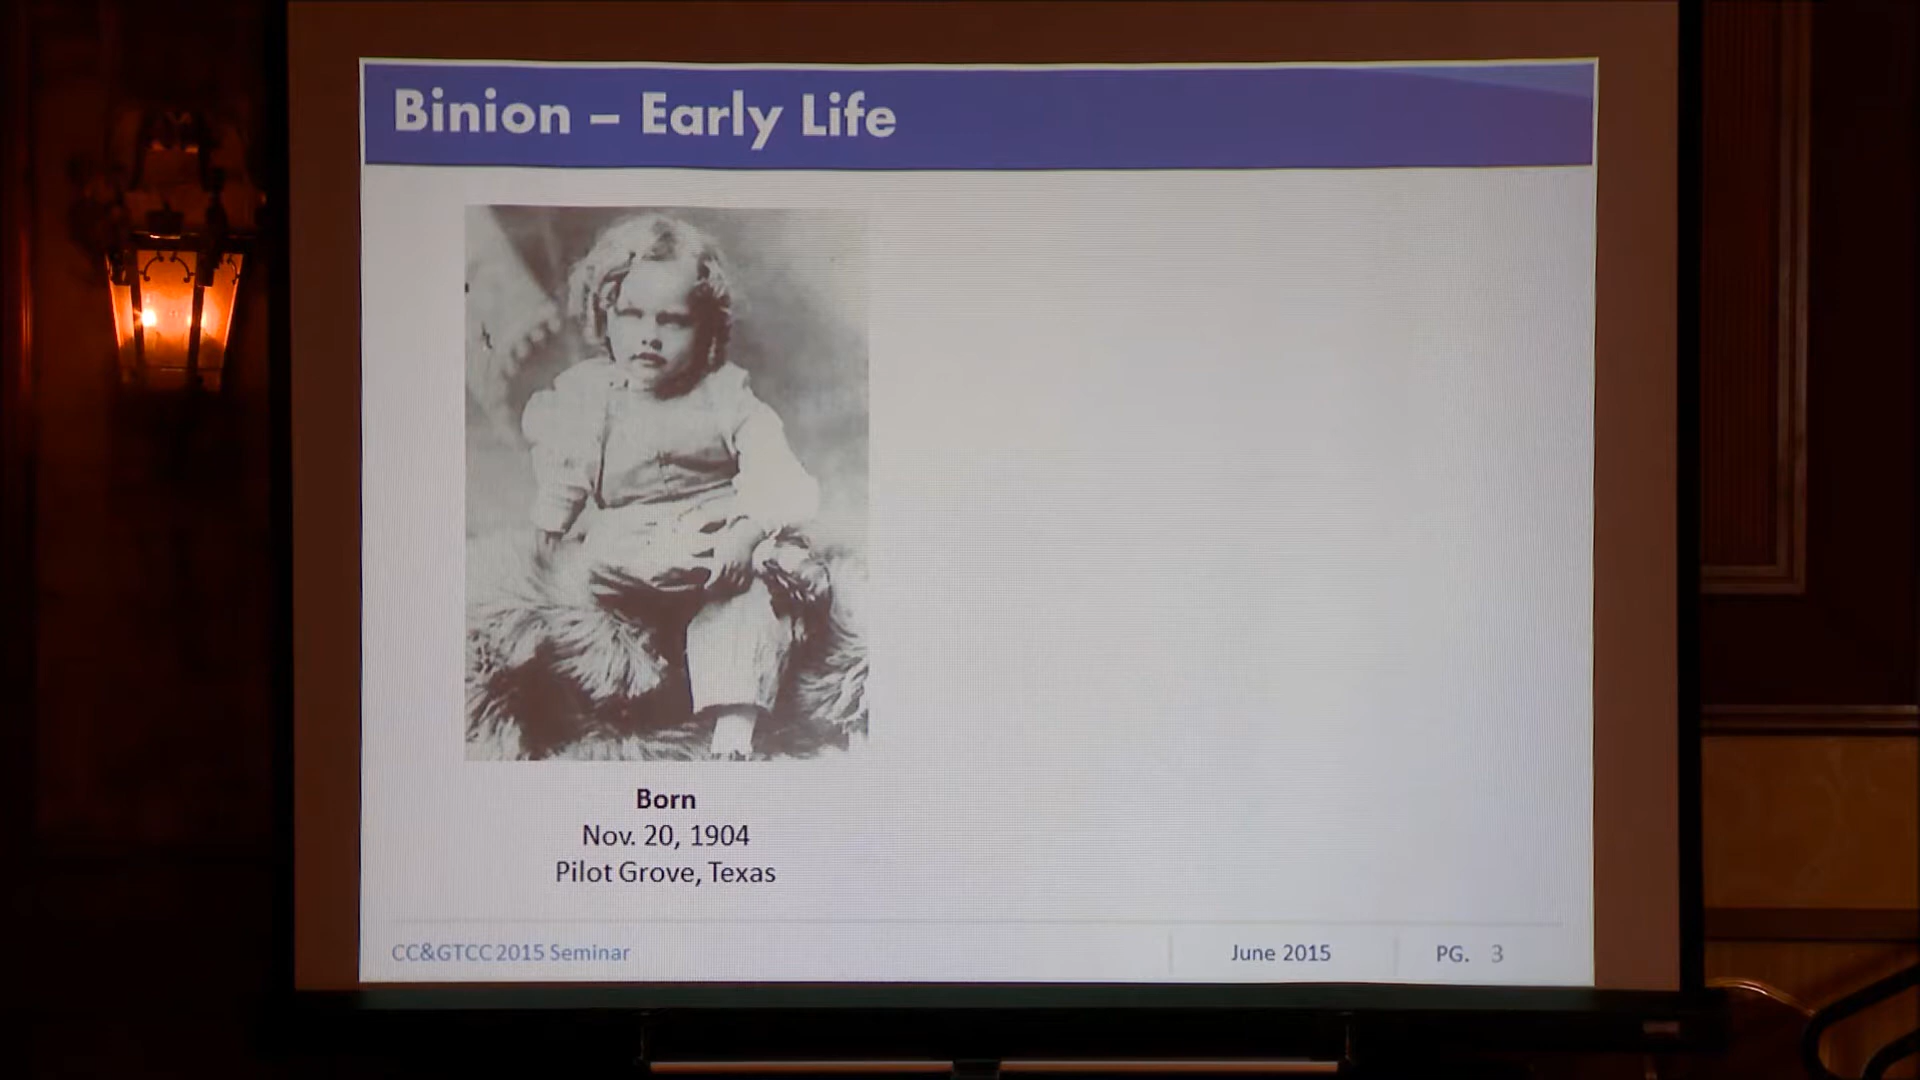 Binion – Early Life
Born
Nov. 20, 1904
Pilot Grove, Texas
CC&GTCC 2015 Seminar
June 2015
PG. 3